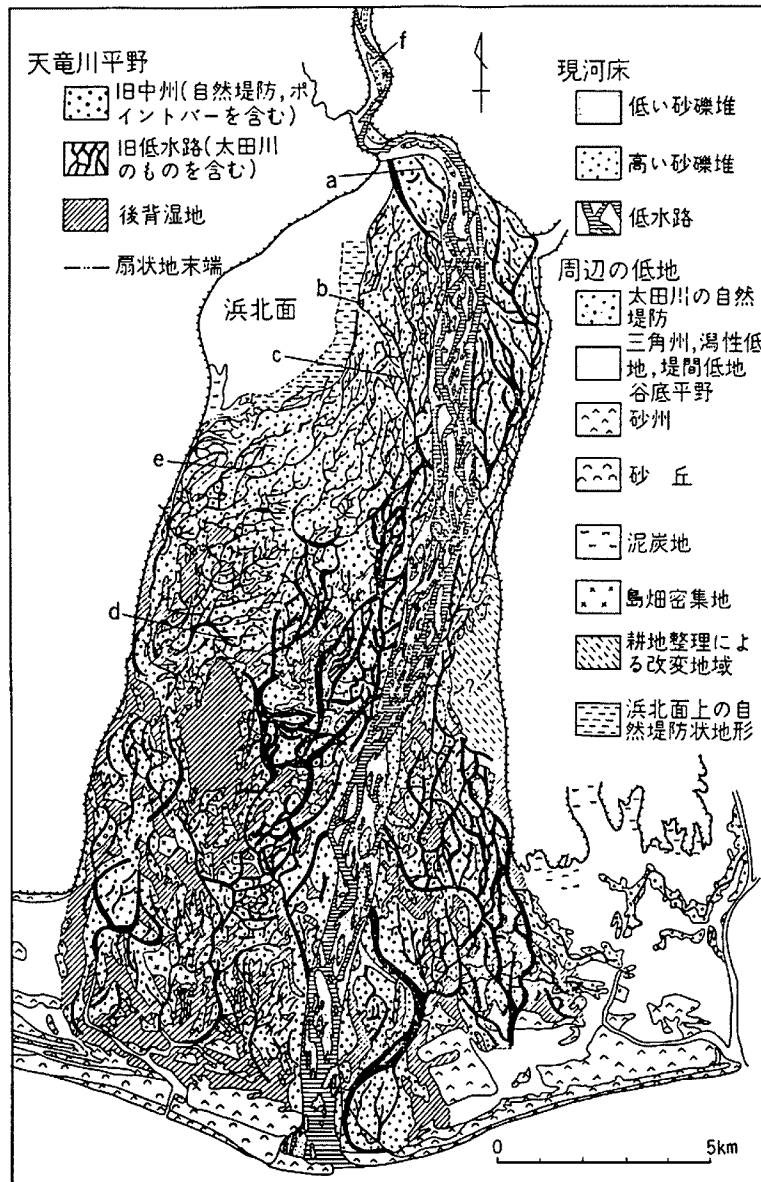 天竜川平野
旧中州(自然堤防,ポ
イントバーを含む)
旧低水路(太田川
のものを含む)
後背湿地
扇状地末端
現河床
低い砂礫堆
高い砂礫堆
低水路
周辺の低地
太田川の自然
堤防
三角州,潟性低
地,堤間低地
谷底平野
砂州
砂丘
泥炭地
島畑密集地
耕地整理によ
る改変地域
浜北面上の自
然堤防状地形
f
a
浜北面
b
c
e
d
?
?
0 5km